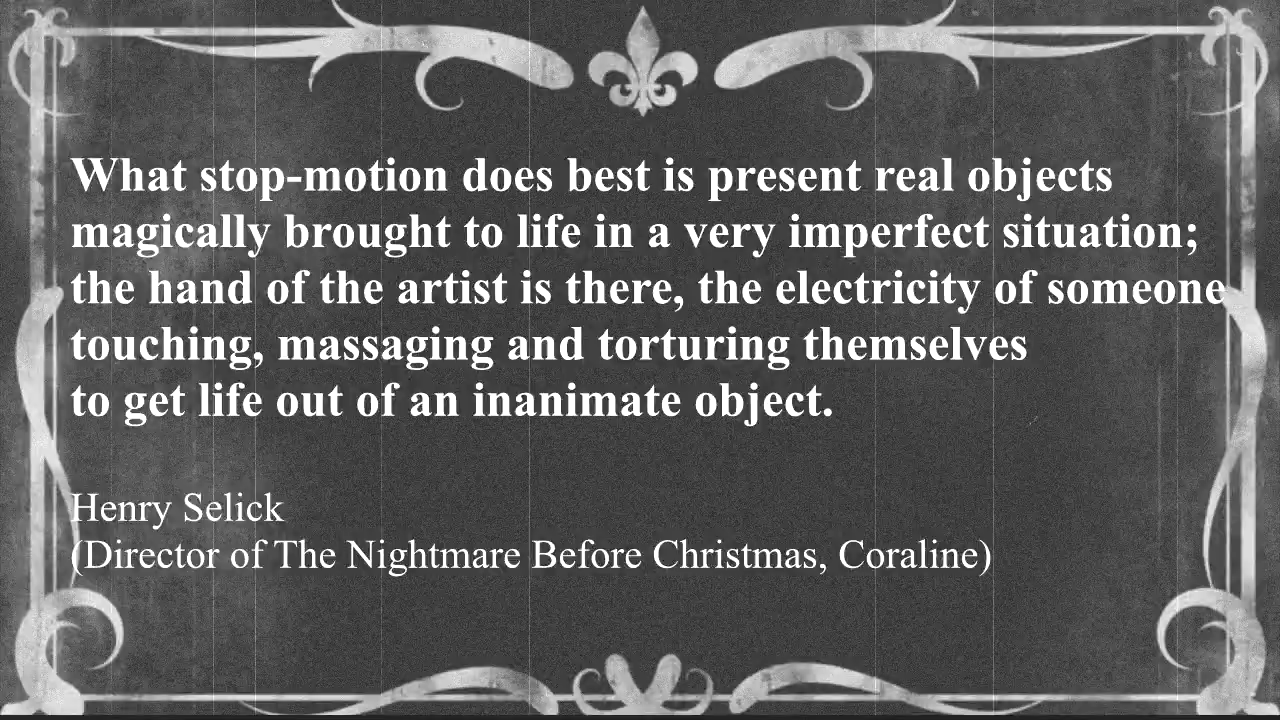 What stop-motion does best is present real objects
magically brought to life in a very imperfect situation;
the hand of the artist is there, the electricity of someone
touching, massaging and torturing themselves
to get life out of an inanimate object.
Henry Selick
(Director of The Nightmare Before Christmas, Coraline)